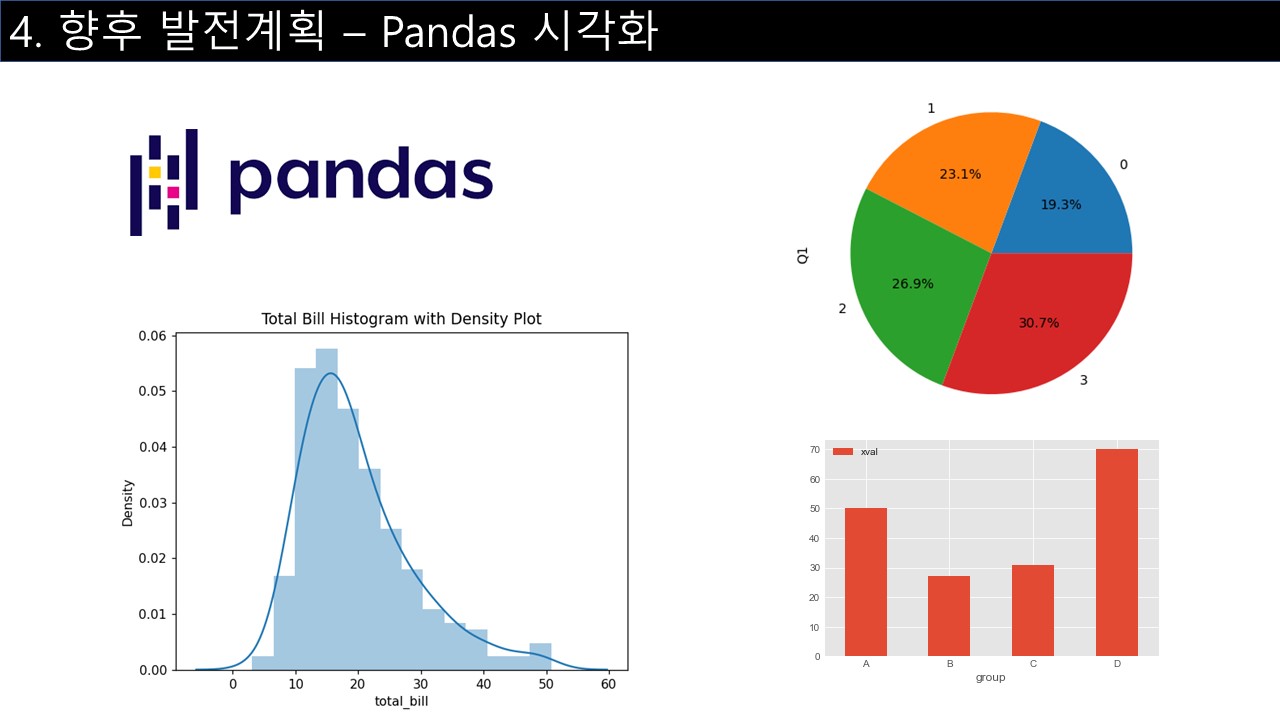 4. 향후 발전계획 – Pandas 시각화
pandas
Total Bill Histogram with Density Plot
0.06
0.05
0.04
0.03
0.02
0.01
0.00
Density
0 10 20 30 40 50 60
total_bill
1
0
23.1%
19.3%
Q1
26.9%
2
30.7%
3
xval
70
60
50
40
30
20
10
0
A B C D
group